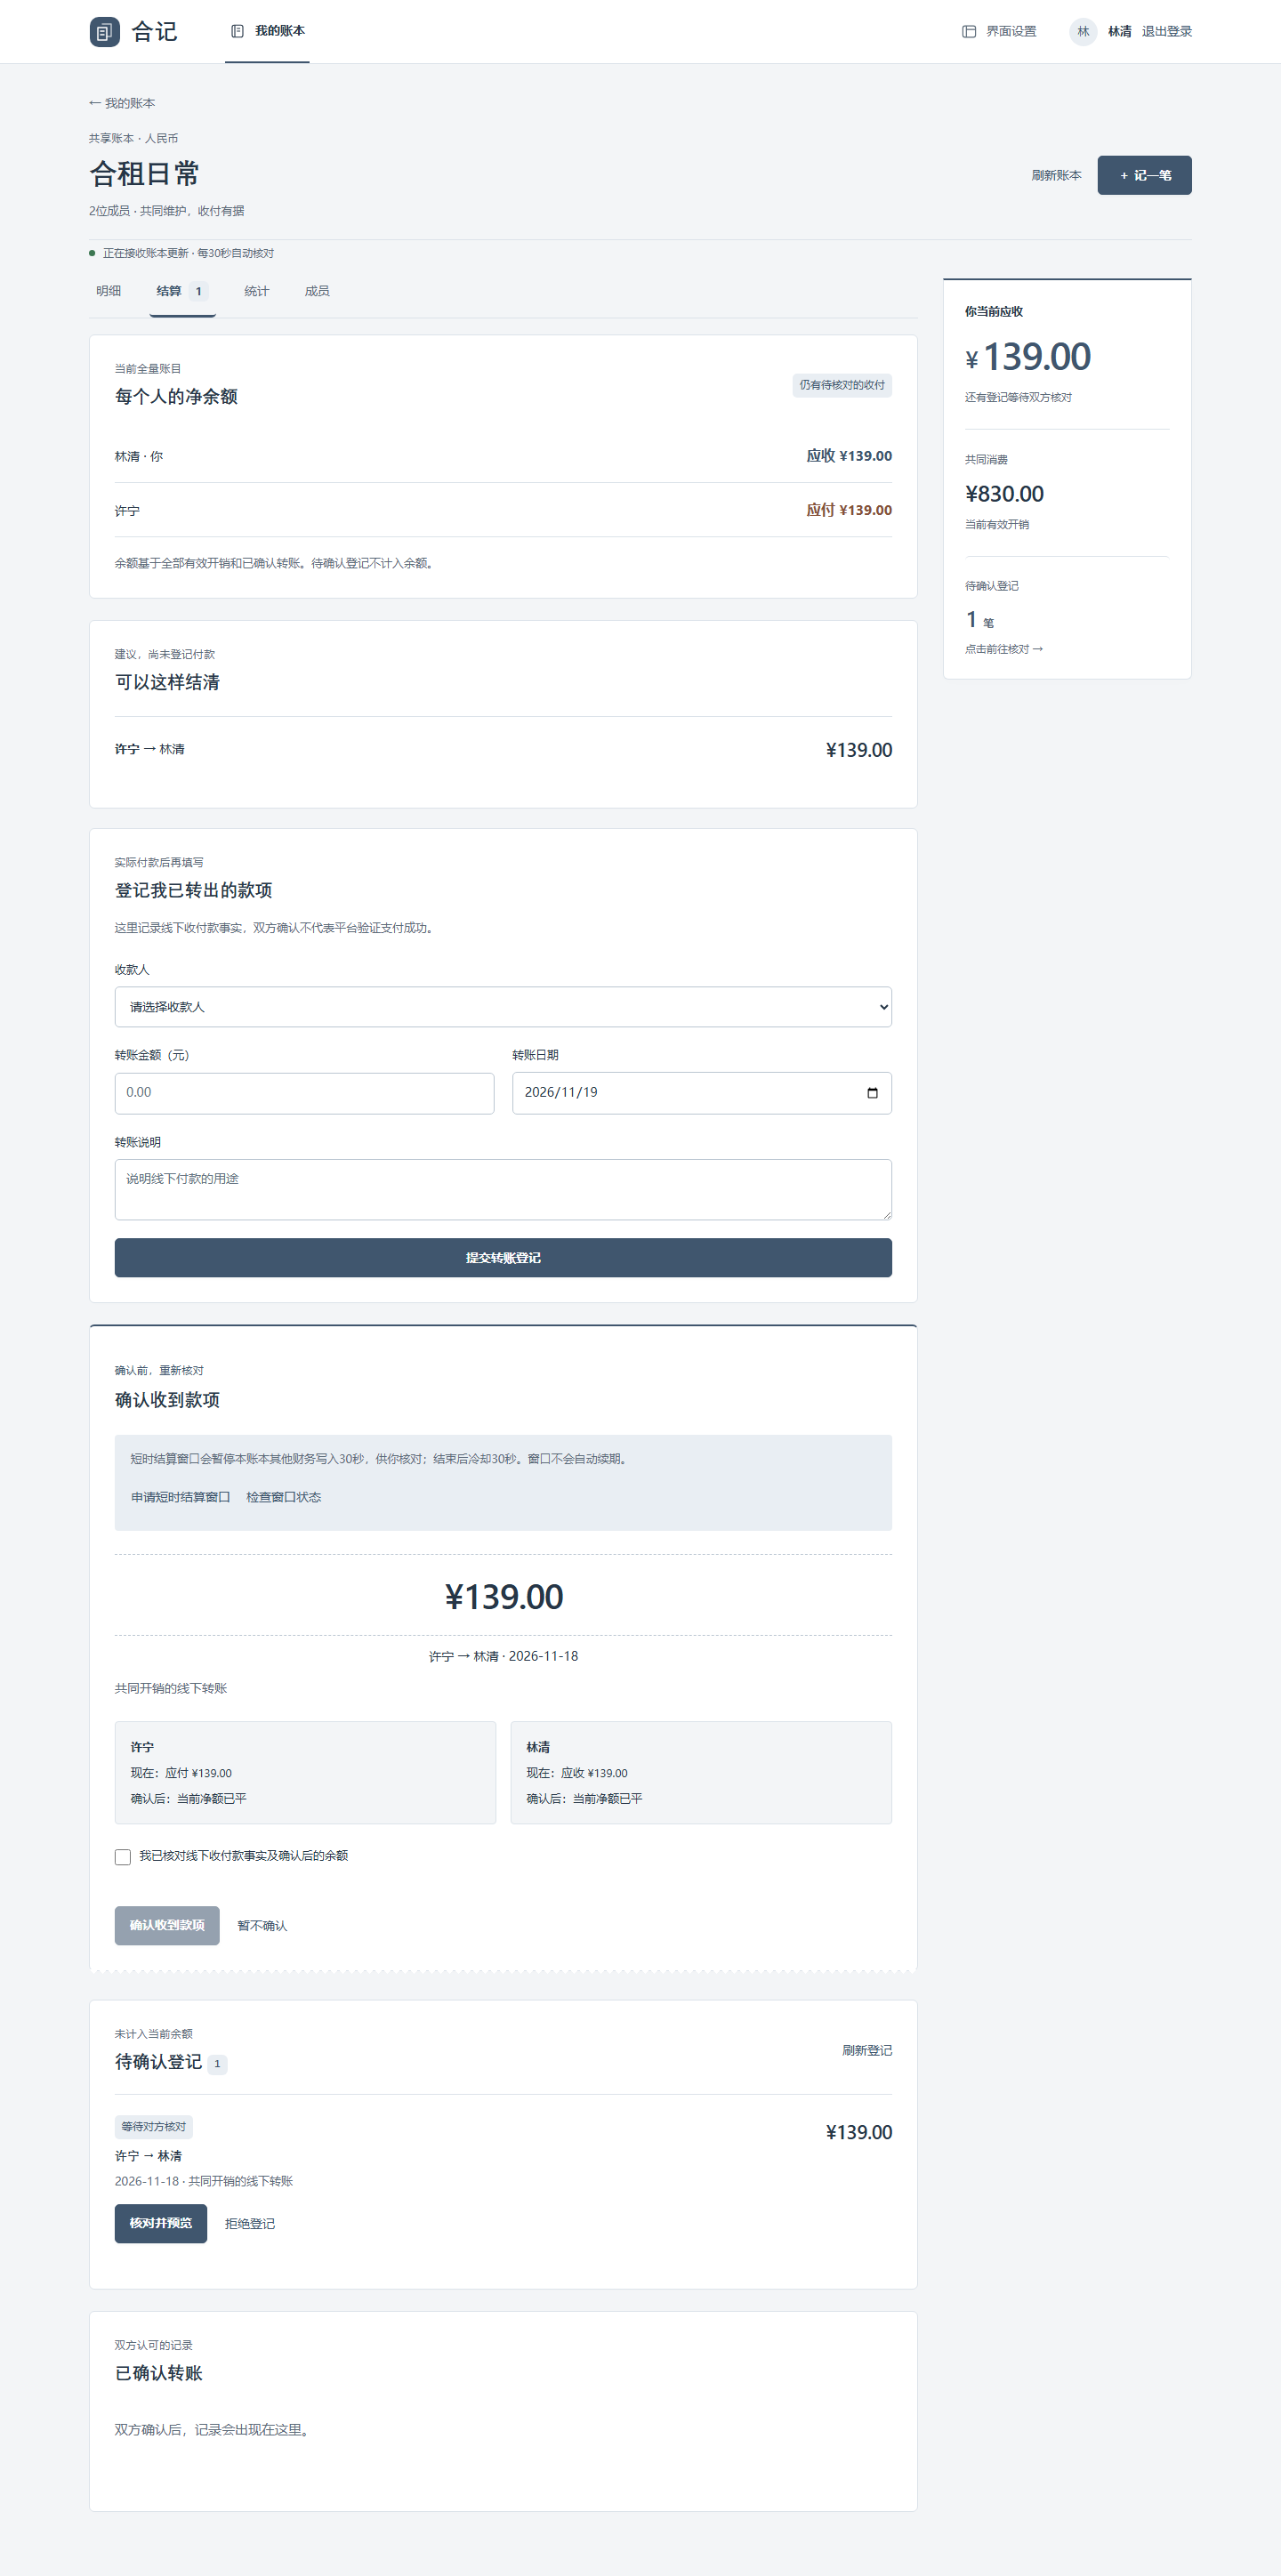 合记
我的账本
界面设置
林 林清 退出登录
← 我的账本
共享账本 · 人民币
合租日常
2位成员 · 共同维护，收付有据
刷新账本
+ 记一笔
正在接收账本更新 · 每30秒自动核对
明细
结算 1
统计
成员
当前全量账目
每个人的净余额
仍有待核对的收付
林清 · 你
应收 ¥139.00
许宁
应付 ¥139.00
余额基于全部有效开销和已确认转账。待确认登记不计入余额。
你当前应收
¥ 139.00
还有登记等待双方核对
共同消费
¥830.00
当前有效开销
待确认登记
1 笔
点击前往核对 →
建议，尚未登记付款
可以这样结清
许宁 → 林清
¥139.00
实际付款后再填写
登记我已转出的款项
这里记录线下收付款事实，双方确认不代表平台验证支付成功。
收款人
请选择收款人
转账金额（元）
转账日期
0.00
2026/11/19
转账说明
说明线下付款的用途
提交转账登记
确认前，重新核对
确认收到款项
短时结算窗口会暂停本账本其他财务写入30秒，供你核对；结束后冷却30秒。窗口不会自动续期。
申请短时结算窗口 检查窗口状态
¥139.00
许宁 → 林清 · 2026-11-18
共同开销的线下转账
许宁
现在：应付 ¥139.00
确认后：当前净额已平
林清
现在：应收 ¥139.00
确认后：当前净额已平
我已核对线下收付款事实及确认后的余额
确认收到款项
暂不确认
未计入当前余额
待确认登记 1
刷新登记
等待对方核对
¥139.00
许宁 → 林清
2026-11-18 · 共同开销的线下转账
核对并预览
拒绝登记
双方认可的记录
已确认转账
双方确认后，记录会出现在这里。